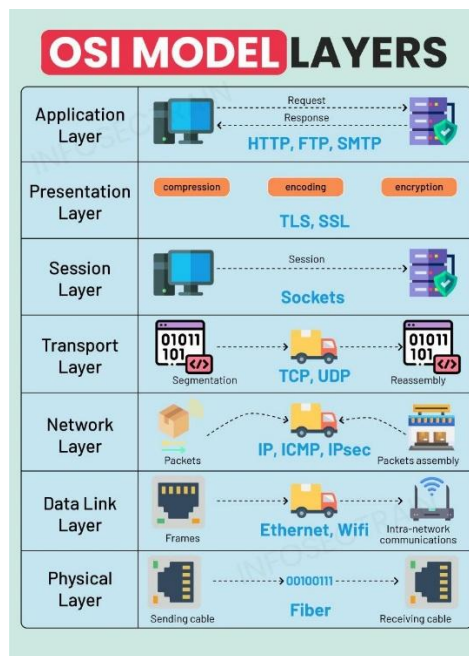 OSI MODEL LAYERS
INFOSECTRAIN
Application
Layer
Request
Response
HTTP, FTP, SMTP
Presentation
Layer
compression
encoding
encryption
TLS, SSL
Session
Layer
Session
Sockets
Transport
Layer
01011
101
</>
Segmentation
TCP, UDP
01011
101
</>
Reassembly
Network
Layer
Packets
IP, ICMP, IPsec
Packets assembly
Data Link
Layer
Frames
Ethernet, Wifi
Intra-network
communications
INFOSECTRAIN
Physical
Layer
Sending cable
00100111
Fiber
Receiving cable